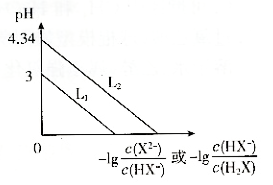 pH
4.34
3
L₁
L₂
0
-lg c(X²⁻)/c(HX⁻) 或 -lg c(HX⁻)/c(H₂X)